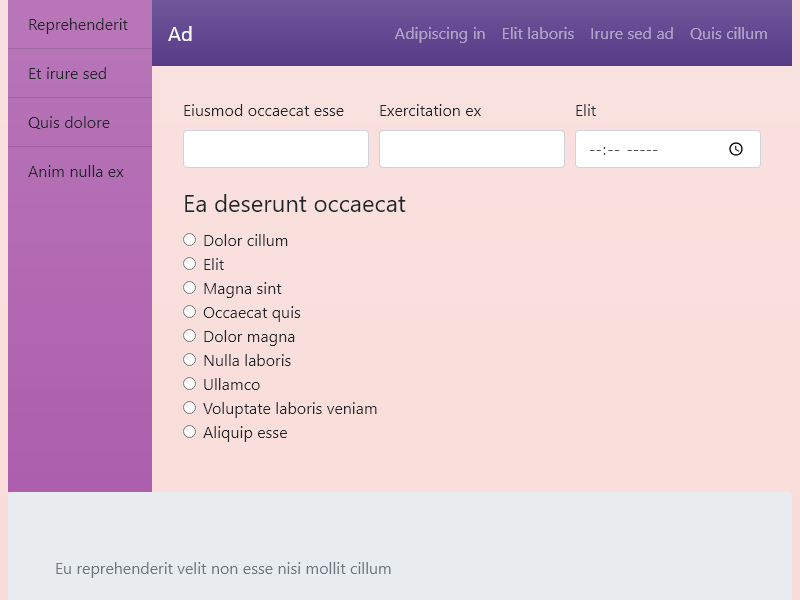 Reprehenderit
Et irure sed
Quis dolore
Anim nulla ex
Ad
Adipiscing in
Elit laboris
Irure sed ad
Quis cillum
Eiusmod occaecat esse
Exercitation ex
Elit
--:-- -----
Ea deserunt occaecat
Dolor cillum
Elit
Magna sint
Occaecat quis
Dolor magna
Nulla laboris
Ullamco
Voluptate laboris veniam
Aliquip esse
Eu reprehenderit velit non esse nisi mollit cillum